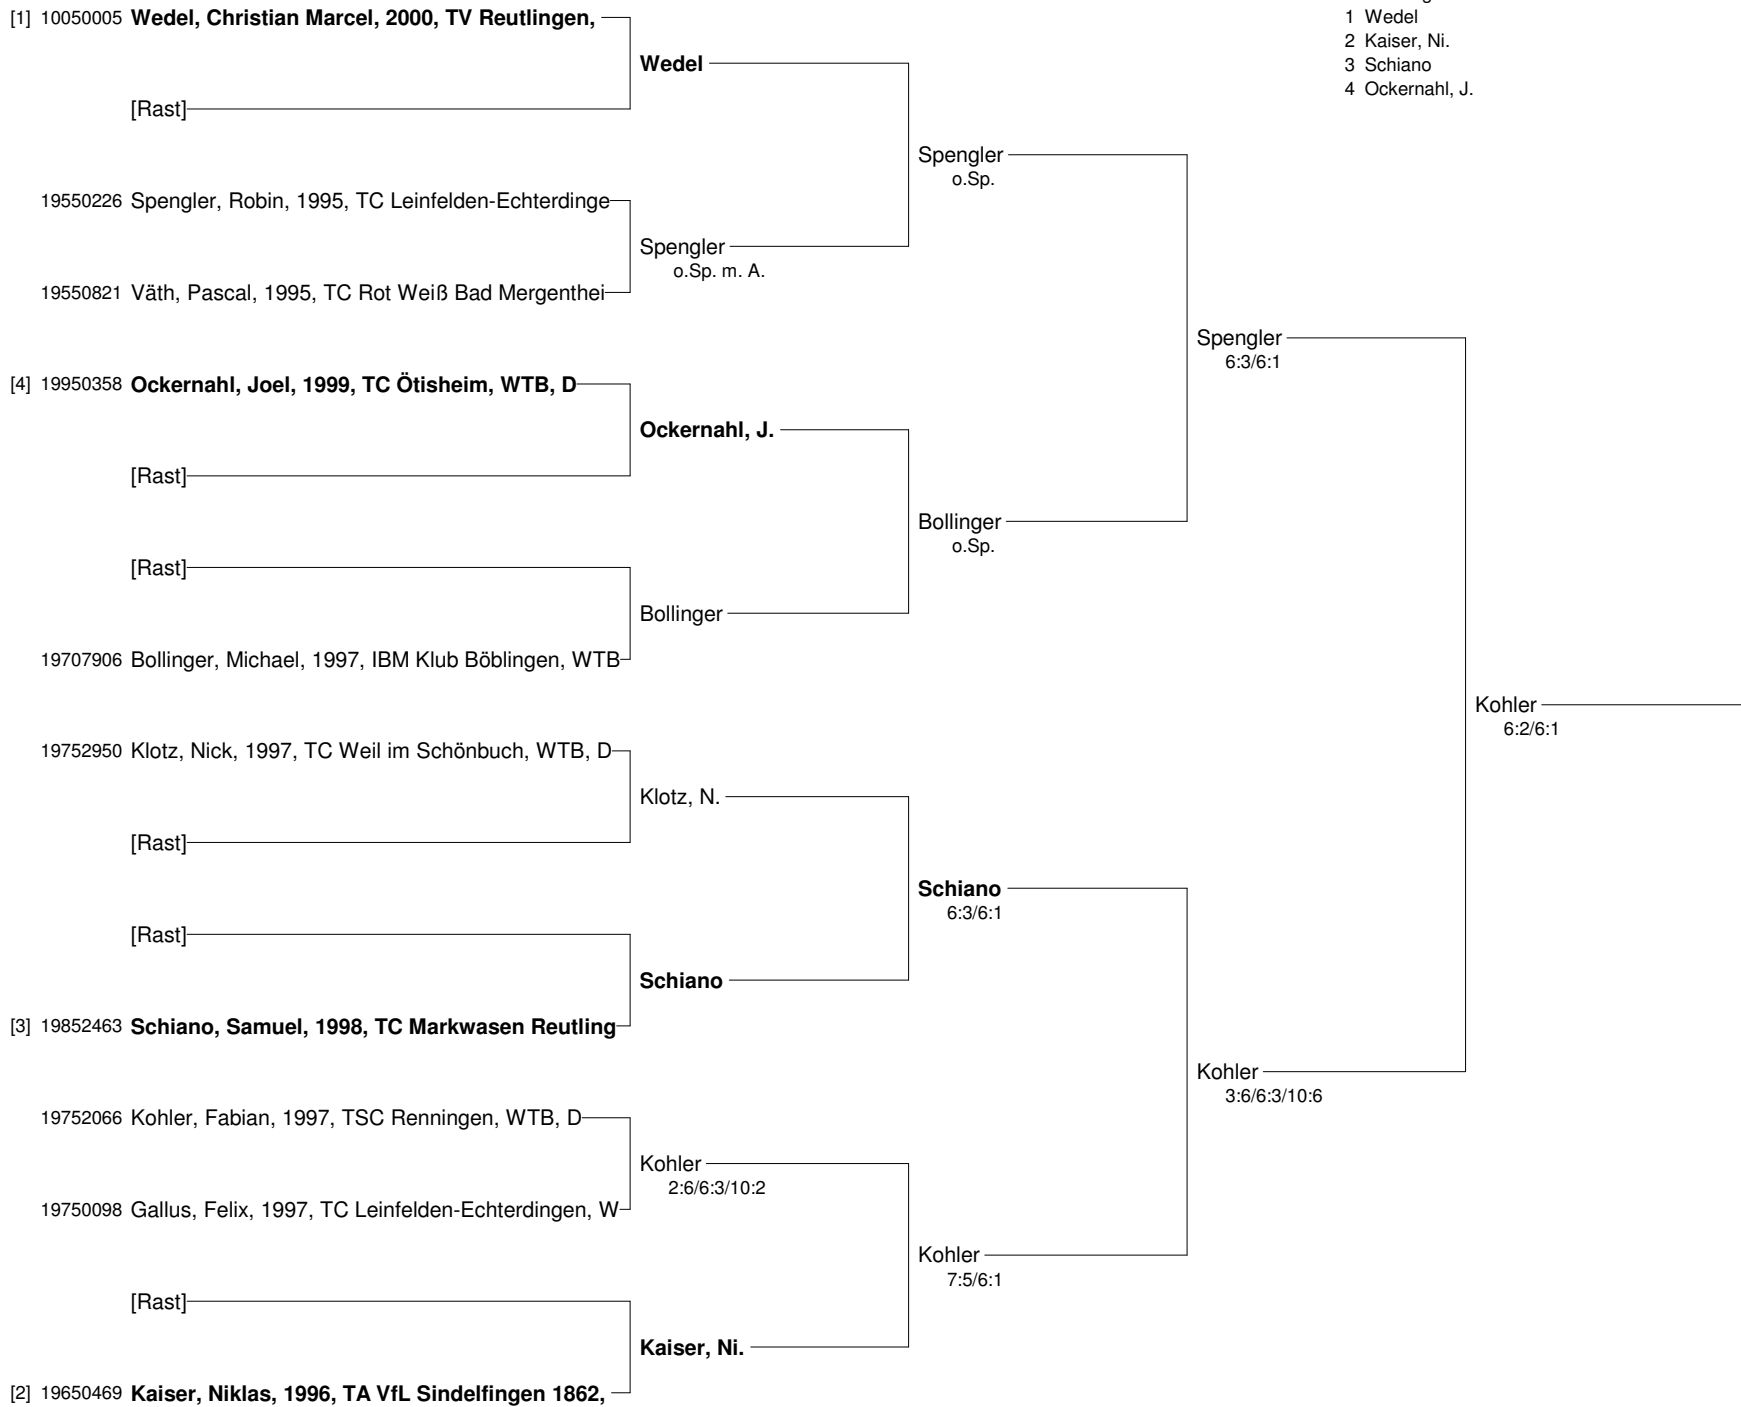 1 Wedel
2 Kaiser, Ni.
3 Schiano
4 Ockernahl, J.
[1] 10050005 Wedel, Christian Marcel, 2000, TV Reutlingen,
Wedel
[Rast]
Spengler
o.Sp.
19550226 Spengler, Robin, 1995, TC Leinfelden-Echterdinge
Spengler
o.Sp. m. A.
19550821 Väth, Pascal, 1995, TC Rot Weiß Bad Mergenthei
Spengler
6:3/6:1
[4] 19950358 Ockernahl, Joel, 1999, TC Ötisheim, WTB, D
Ockernahl, J.
[Rast]
Bollinger
o.Sp.
[Rast]
Bollinger
19707906 Bollinger, Michael, 1997, IBM Klub Böblingen, WTB
Kohler
6:2/6:1
19752950 Klotz, Nick, 1997, TC Weil im Schönbuch, WTB, D
Klotz, N.
[Rast]
Schiano
6:3/6:1
[Rast]
Schiano
[3] 19852463 Schiano, Samuel, 1998, TC Markwasen Reutling
Kohler
3:6/6:3/10:6
19752066 Kohler, Fabian, 1997, TSC Renningen, WTB, D
Kohler
2:6/6:3/10:2
19750098 Gallus, Felix, 1997, TC Leinfelden-Echterdingen, W
Kohler
7:5/6:1
[Rast]
Kaiser, Ni.
[2] 19650469 Kaiser, Niklas, 1996, TA VfL Sindelfingen 1862,